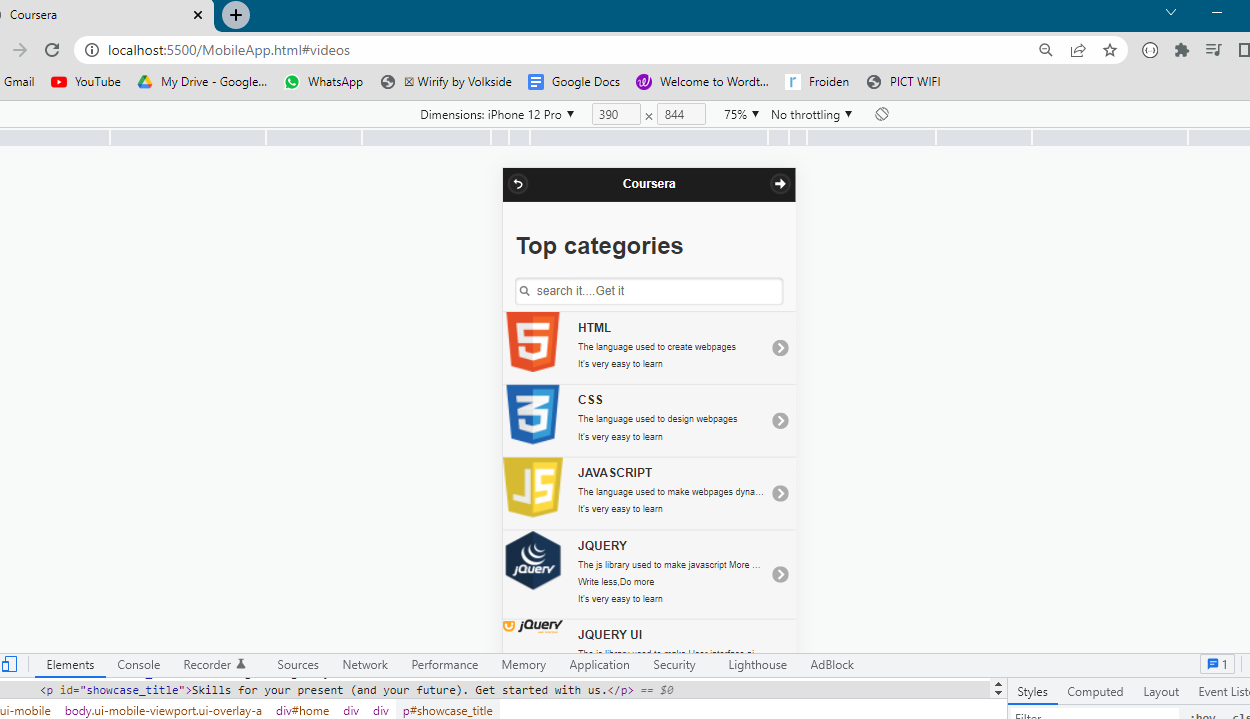 Coursera
localhost:5500/MobileApp.html#videos
Gmail YouTube My Drive - Google... WhatsApp ☒ Wirify by Volkside Google Docs Welcome to Wordt... Froiden PICT WIFI
Dimensions: iPhone 12 Pro ▼ 390 × 844 75% ▼ No throttling ▼
Coursera
Top categories
search it....Get it
HTML
The language used to create webpages
It's very easy to learn
CSS
The language used to design webpages
It's very easy to learn
JAVASCRIPT
The language used to make webpages dyna...
It's very easy to learn
JQUERY
The js library used to make javascript More ...
Write less,Do more
It's very easy to learn
JQUERY UI
Elements Console Recorder Sources Network Performance Memory Application Security Lighthouse AdBlock 1
<p id="showcase_title">Skills for your present (and your future). Get started with us.</p> == $0
Styles Computed Layout Event Liste
ui-mobile body.ui-mobile-viewport.ui-overlay-a div#home div div p#showcase_title
Filter :hov